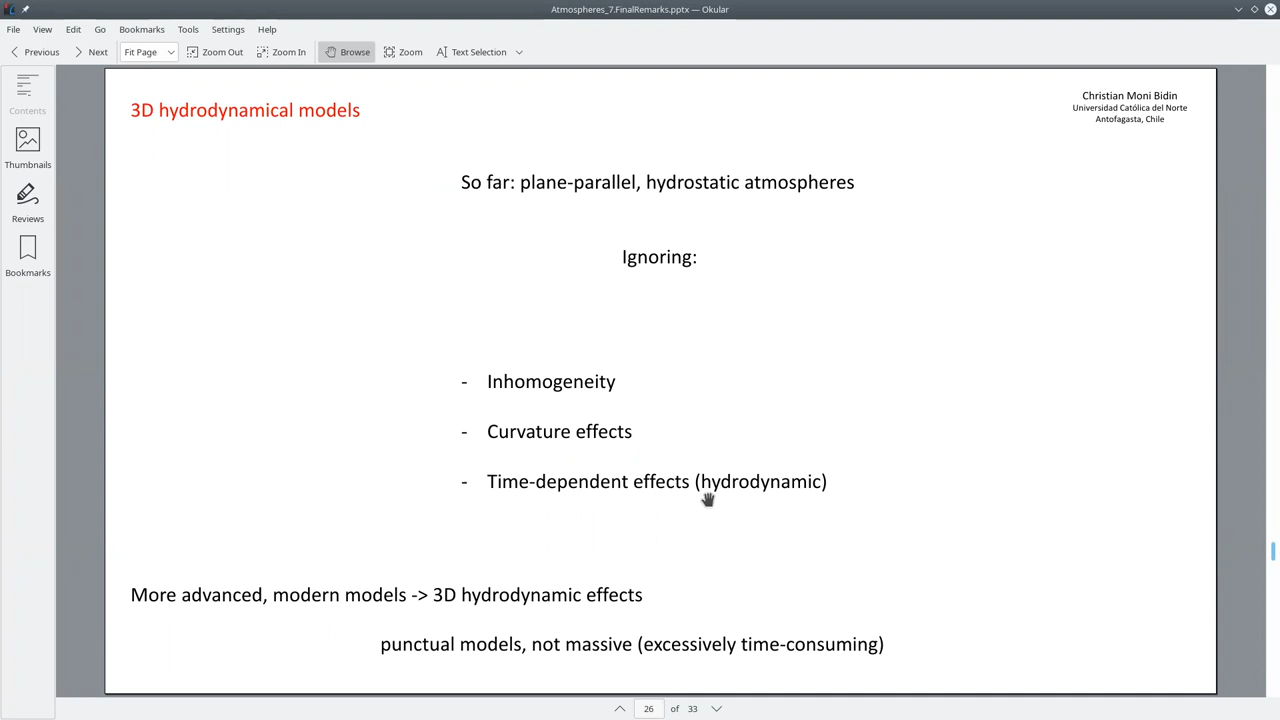 Atmospheres_7.FinalRemarks.pptx — Okular
File View Edit Go Bookmarks Tools Settings Help
Previous Next Fit Page Zoom Out Zoom In Browse Zoom Text Selection
Contents
Thumbnails
Reviews
Bookmarks
3D hydrodynamical models
Christian Moni Bidin
Universidad Católica del Norte
Antofagasta, Chile
So far: plane-parallel, hydrostatic atmospheres
Ignoring:
- Inhomogeneity
- Curvature effects
- Time-dependent effects (hydrodynamic)
More advanced, modern models -> 3D hydrodynamic effects
punctual models, not massive (excessively time-consuming)
26 of 33